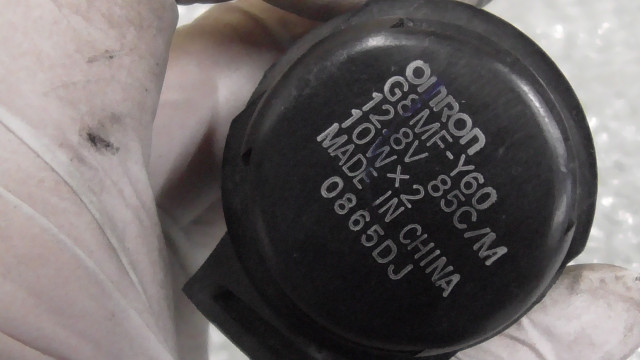 omron
G8MF-Y60
12.8V 85C/M
10W×2
MADE IN CHINA
0865DJ